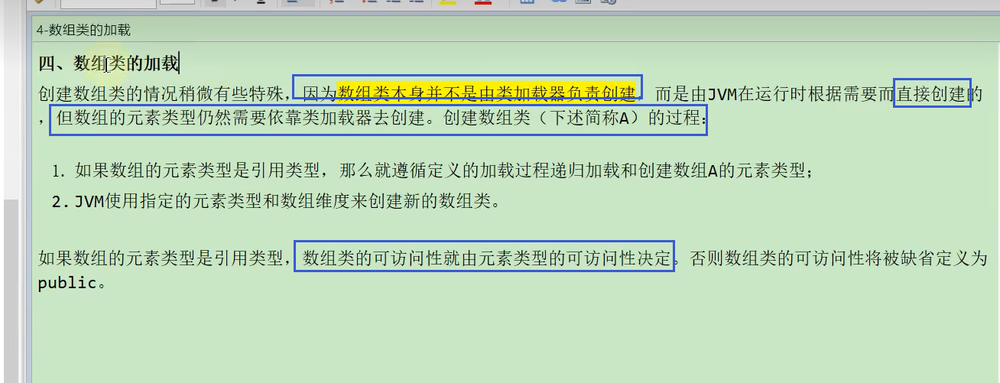 4-数组类的加载
四、数组类的加载
创建数组类的情况稍微有些特殊，因为数组类本身并不是由类加载器负责创建，而是由JVM在运行时根据需要而直接创建的
，但数组的元素类型仍然需要依靠类加载器去创建。创建数组类（下述简称A）的过程：
1. 如果数组的元素类型是引用类型，那么就遵循定义的加载过程递归加载和创建数组A的元素类型；
2. JVM使用指定的元素类型和数组维度来创建新的数组类。
如果数组的元素类型是引用类型，数组类的可访问性就由元素类型的可访问性决定。否则数组类的可访问性将被缺省定义为
public。